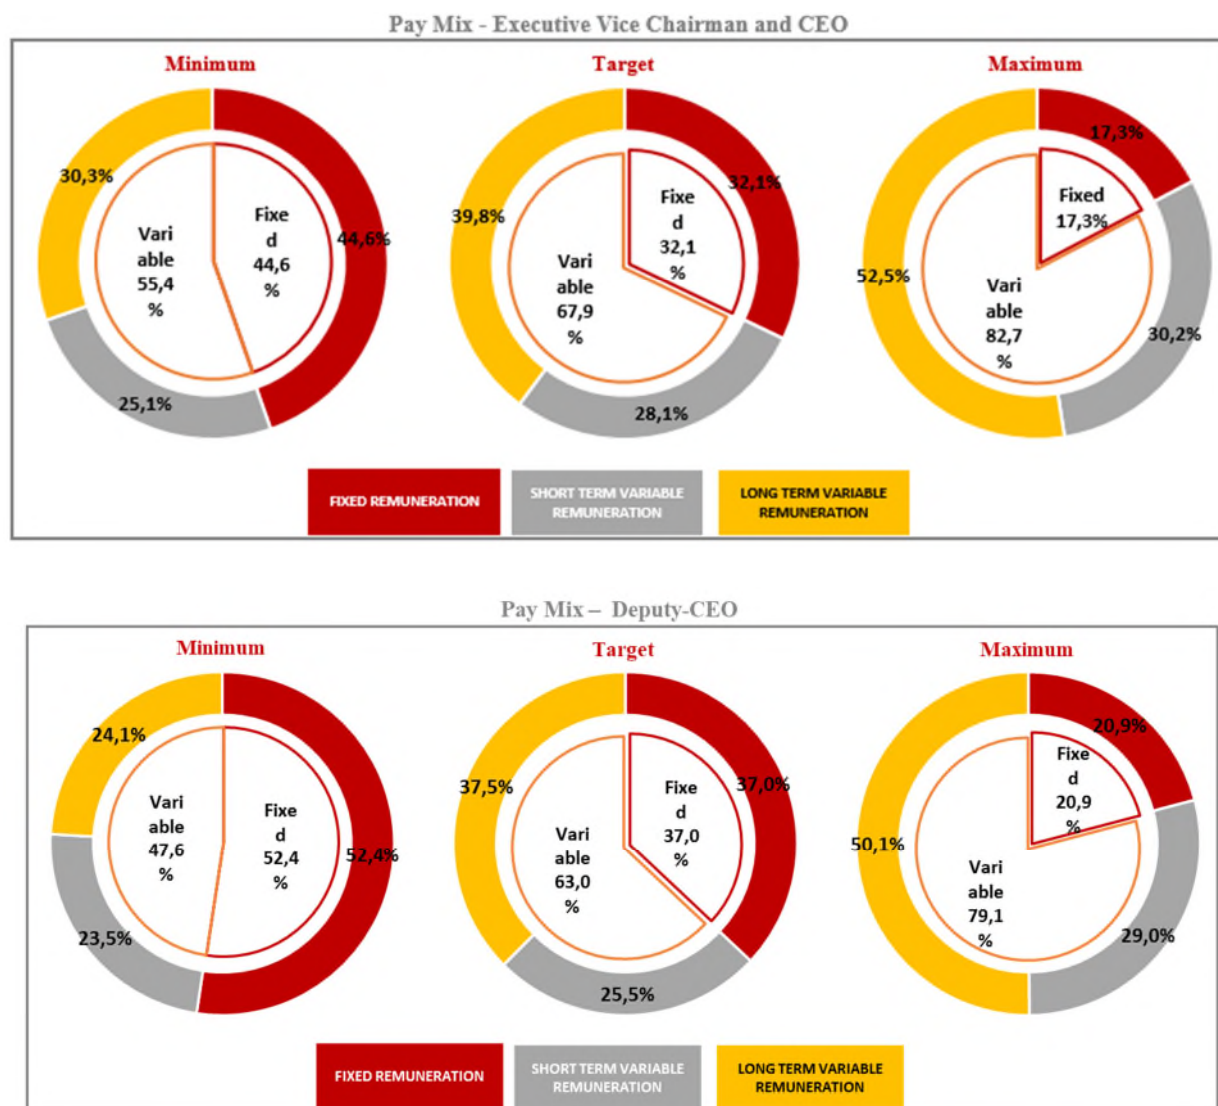 Pay Mix - Executive Vice Chairman and CEO
Minimum
30,3%
44,6%
25,1%
Vari
able
55,4
%
Fixe
d
44,6
%
Target
39,8%
32,1%
28,1%
Vari
able
67,9
%
Fixe
d
32,1
%
Maximum
17,3%
52,5%
30,2%
Fixed
17,3%
Vari
able
82,7
%
FIXED REMUNERATION
SHORT TERM VARIABLE
REMUNERATION
LONG TERM VARIABLE
REMUNERATION
Pay Mix – Deputy-CEO
Minimum
24,1%
52,4%
23,5%
Vari
able
47,6
%
Fixe
d
52,4
%
Target
37,5%
37,0%
25,5%
Vari
able
63,0
%
Fixe
d
37,0
%
Maximum
20,9%
50,1%
29,0%
Fixe
d
20,9
%
Vari
able
79,1
%
FIXED REMUNERATION
SHORT TERM VARIABLE
REMUNERATION
LONG TERM VARIABLE
REMUNERATION